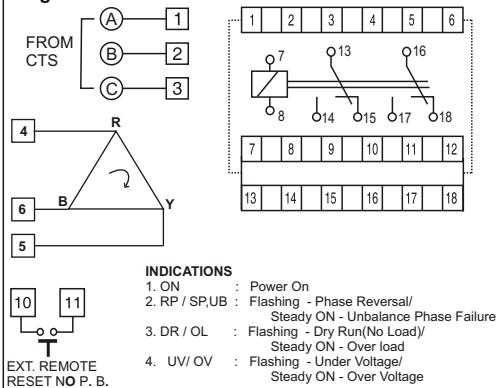 A 1
FROM
CTS
B 2
C 3
1 2 3 4 5 6
7 13 16
8 14 15 17 18
7 8 9 10 11 12
13 14 15 16 17 18
4 R
6 B Y
5
10 11
EXT. REMOTE
RESET NO P. B.
INDICATIONS
1. ON : Power On
2. RP / SP,UB : Flashing - Phase Reversal/
Steady ON - Unbalance Phase Failure
3. DR / OL : Flashing - Dry Run(No Load)/
Steady ON - Over load
4. UV/ OV : Flashing - Under Voltage/
Steady ON - Over Voltage